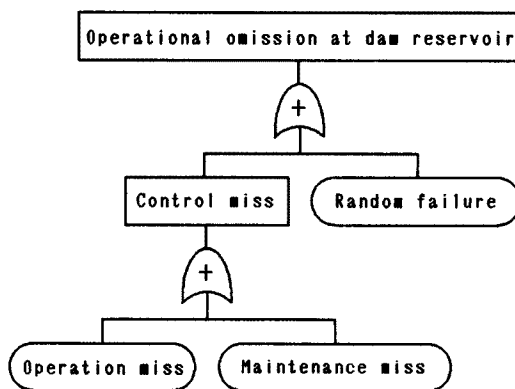 Operational omission at dam reservoir
+
Control miss
Random failure
+
Operation miss
Maintenance miss